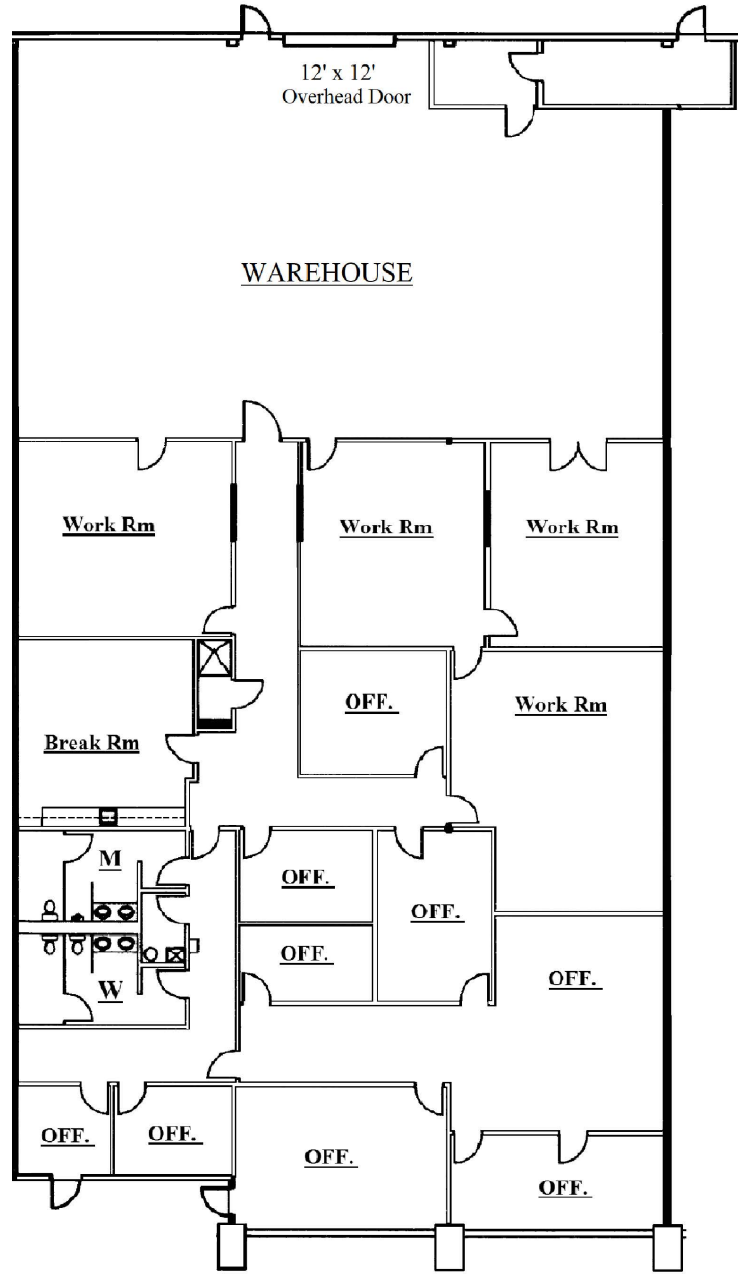 12' x 12'
Overhead Door
WAREHOUSE
Work Rm
Work Rm
Work Rm
OFF.
Work Rm
Break Rm
M
OFF.
OFF.
OFF.
OFF.
W
OFF.
OFF.
OFF.
OFF.